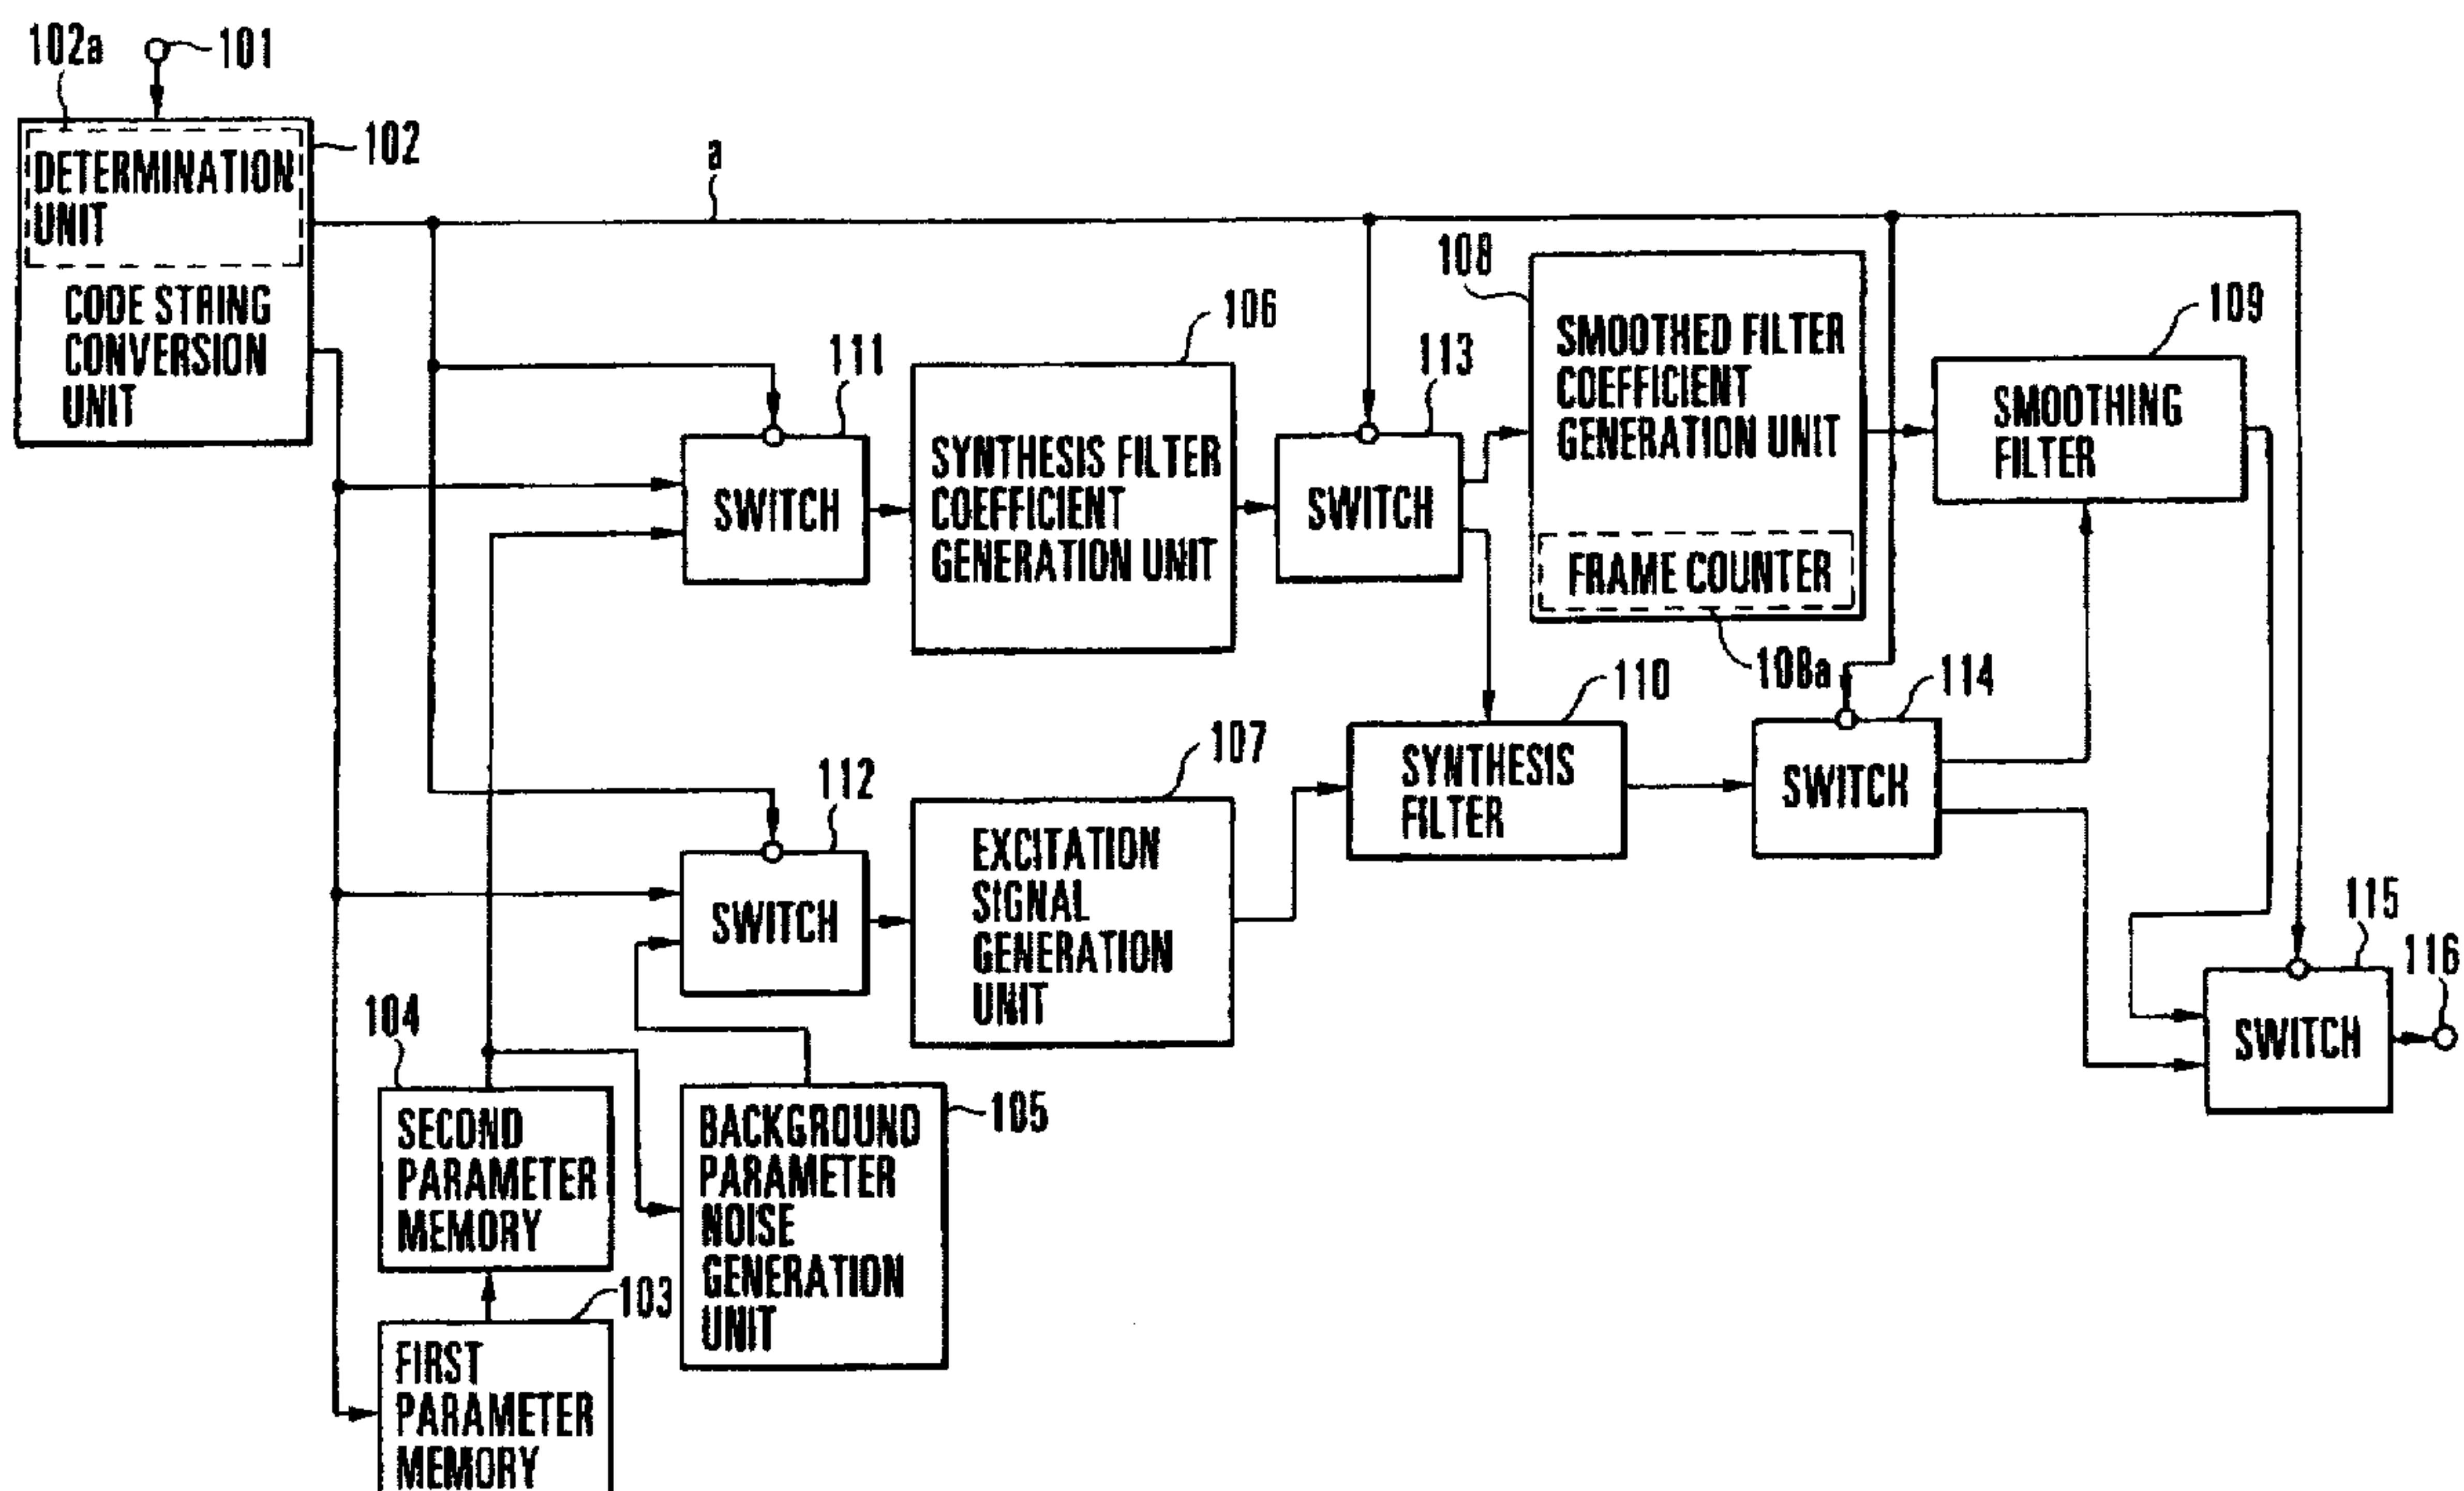 102a
101
DETERMINATION
UNIT
102
CODE STRING
CONVERSION
UNIT
a
111
SWITCH
106
SYNTHESIS FILTER
COEFFICIENT
GENERATION UNIT
113
SWITCH
108
SMOOTHED FILTER
COEFFICIENT
GENERATION UNIT
FRAME COUNTER
108a
109
SMOOTHING
FILTER
112
SWITCH
107
EXCITATION
SIGNAL
GENERATION
UNIT
110
SYNTHESIS
FILTER
114
SWITCH
115
SWITCH
116
104
SECOND
PARAMETER
MEMORY
105
BACKGROUND
PARAMETER
NOISE
GENERATION
UNIT
103
FIRST
PARAMETER
MEMORY